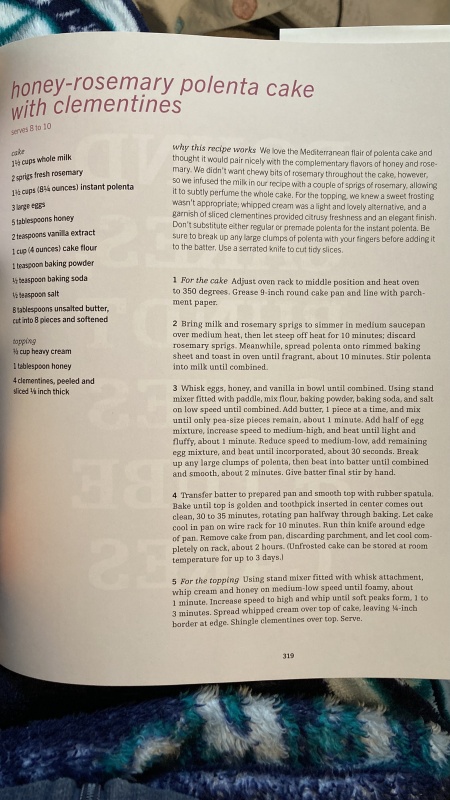 honey-rosemary polenta cake
with clementines
serves 8 to 10
cake
1½ cups whole milk
2 sprigs fresh rosemary
1½ cups (8¼ ounces) instant polenta
3 large eggs
5 tablespoons honey
2 teaspoons vanilla extract
1 cup (4 ounces) cake flour
1 teaspoon baking powder
½ teaspoon baking soda
½ teaspoon salt
8 tablespoons unsalted butter,
cut into 8 pieces and softened
topping
½ cup heavy cream
1 tablespoon honey
4 clementines, peeled and
sliced ¼ inch thick
why this recipe works We love the Mediterranean flair of polenta cake and
thought it would pair nicely with the complementary flavors of honey and rose-
mary. We didn't want chewy bits of rosemary throughout the cake, however,
so we infused the milk in our recipe with a couple of sprigs of rosemary, allowing
it to subtly perfume the whole cake. For the topping, we knew a sweet frosting
wasn't appropriate; whipped cream was a light and lovely alternative, and a
garnish of sliced clementines provided citrusy freshness and an elegant finish.
Don't substitute either regular or premade polenta for the instant polenta. Be
sure to break up any large clumps of polenta with your fingers before adding it
to the batter. Use a serrated knife to cut tidy slices.
1 For the cake Adjust oven rack to middle position and heat oven
to 350 degrees. Grease 9-inch round cake pan and line with parch-
ment paper.
2 Bring milk and rosemary sprigs to simmer in medium saucepan
over medium heat, then let steep off heat for 10 minutes; discard
rosemary sprigs. Meanwhile, spread polenta onto rimmed baking
sheet and toast in oven until fragrant, about 10 minutes. Stir polenta
into milk until combined.
3 Whisk eggs, honey, and vanilla in bowl until combined. Using stand
mixer fitted with paddle, mix flour, baking powder, baking soda, and salt
on low speed until combined. Add butter, 1 piece at a time, and mix
until only pea-size pieces remain, about 1 minute. Add half of egg
mixture, increase speed to medium-high, and beat until light and
fluffy, about 1 minute. Reduce speed to medium-low, add remaining
egg mixture, and beat until incorporated, about 30 seconds. Break
up any large clumps of polenta, then beat into batter until combined
and smooth, about 2 minutes. Give batter final stir by hand.
4 Transfer batter to prepared pan and smooth top with rubber spatula.
Bake until top is golden and toothpick inserted in center comes out
clean, 30 to 35 minutes, rotating pan halfway through baking. Let cake
cool in pan on wire rack for 10 minutes. Run thin knife around edge
of pan. Remove cake from pan, discarding parchment, and let cool com-
pletely on rack, about 2 hours. (Unfrosted cake can be stored at room
temperature for up to 3 days.)
5 For the topping Using stand mixer fitted with whisk attachment,
whip cream and honey on medium-low speed until foamy, about
1 minute. Increase speed to high and whip until soft peaks form, 1 to
3 minutes. Spread whipped cream over top of cake, leaving ¼-inch
border at edge. Shingle clementines over top. Serve.
319